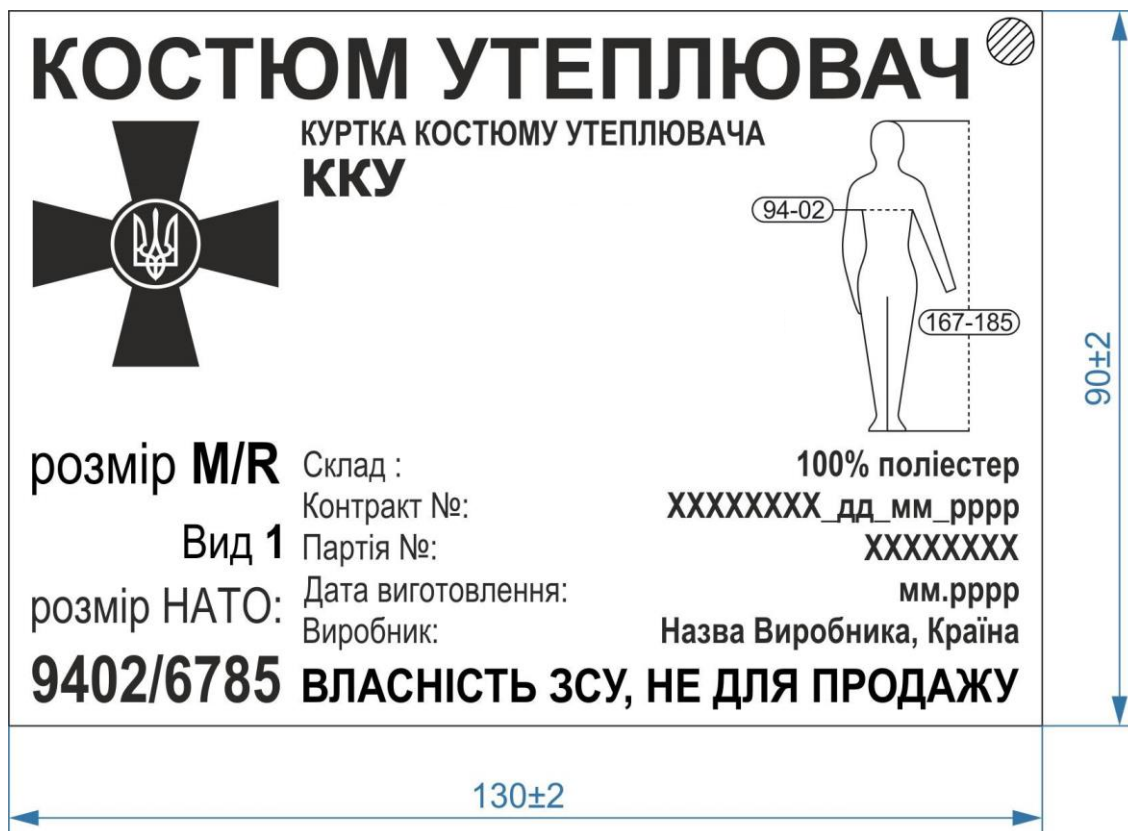 КОСТЮМ УТЕПЛЮВАЧ
КУРТКА КОСТЮМУ УТЕПЛЮВАЧА
ККУ
94-02
167-185
розмір M/R
Вид 1
розмір НАТО:
9402/6785
Склад : 100% поліестер
Контракт №: XXXXXXXX_дд_мм_рррр
Партія №: XXXXXXXX
Дата виготовлення: мм.рррр
Виробник: Назва Виробника, Країна
ВЛАСНІСТЬ ЗСУ, НЕ ДЛЯ ПРОДАЖУ
90±2
130±2